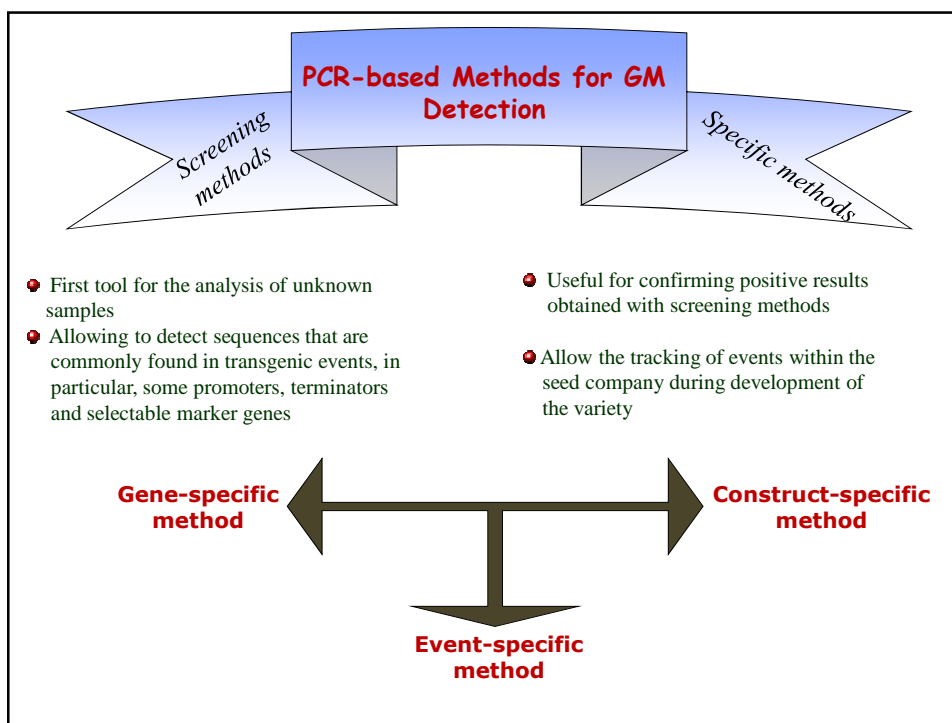 PCR-based Methods for GM
Detection
Screening
methods
Specific methods
First tool for the analysis of unknown
samples
Allowing to detect sequences that are
commonly found in transgenic events, in
particular, some promoters, terminators
and selectable marker genes
Useful for confirming positive results
obtained with screening methods
Allow the tracking of events within the
seed company during development of
the variety
Gene-specific
method
Construct-specific
method
Event-specific
method